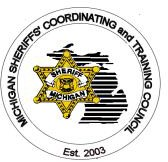 MICHIGAN SHERIFFS' COORDINATING and TRAINING COUNCIL
SHERIFF
MICHIGAN
Est. 2003